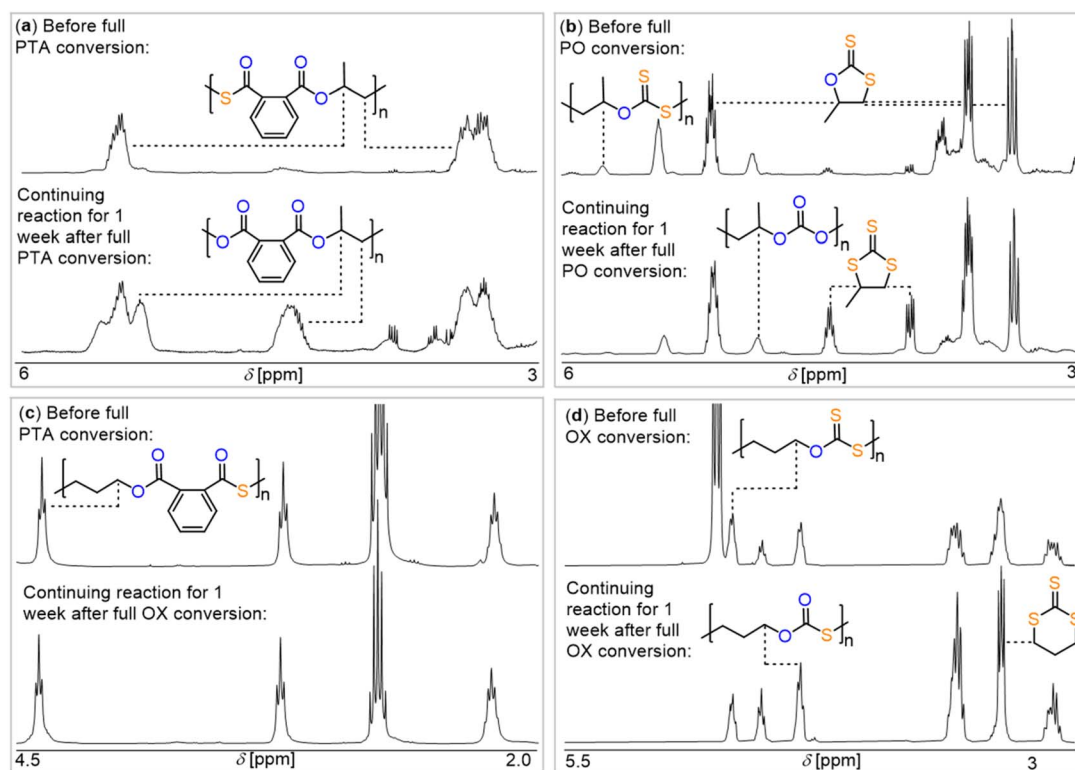 (a) Before full
PTA conversion:
O
O
S
O
n
Continuing
reaction for 1
week after full
PTA conversion:
O
O
O
O
n
6
δ [ppm]
3
(b) Before full
PO conversion:
S
O
S
n
S
O
S
Continuing
reaction for 1
week after full
PO conversion:
O
O
O
n
S
S
S
6
δ [ppm]
3
(c) Before full
PTA conversion:
O
O
O
S
n
Continuing reaction for 1
week after full OX conversion:
4.5
δ [ppm]
2.0
(d) Before full
OX conversion:
S
O
S
n
Continuing
reaction for 1
week after full
OX conversion:
O
O
S
n
S
S
S
5.5
δ [ppm]
3